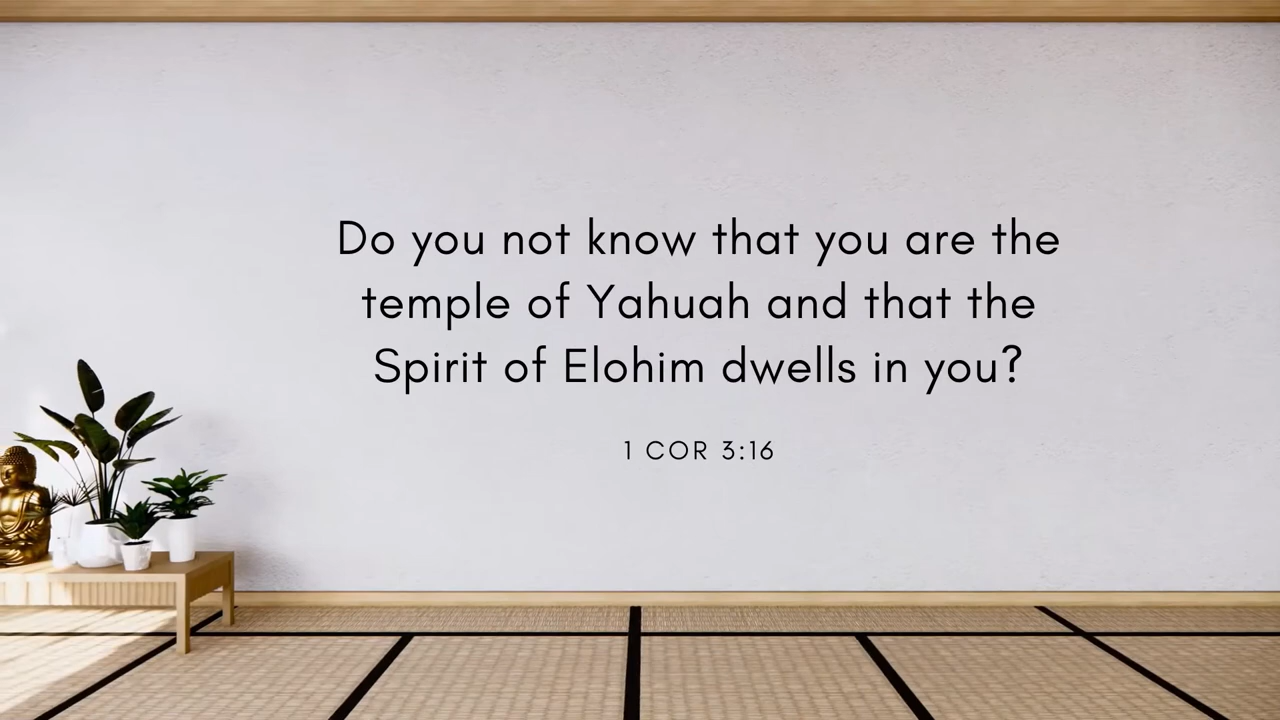 Do you not know that you are the
temple of Yahuah and that the
Spirit of Elohim dwells in you?
1 COR 3:16